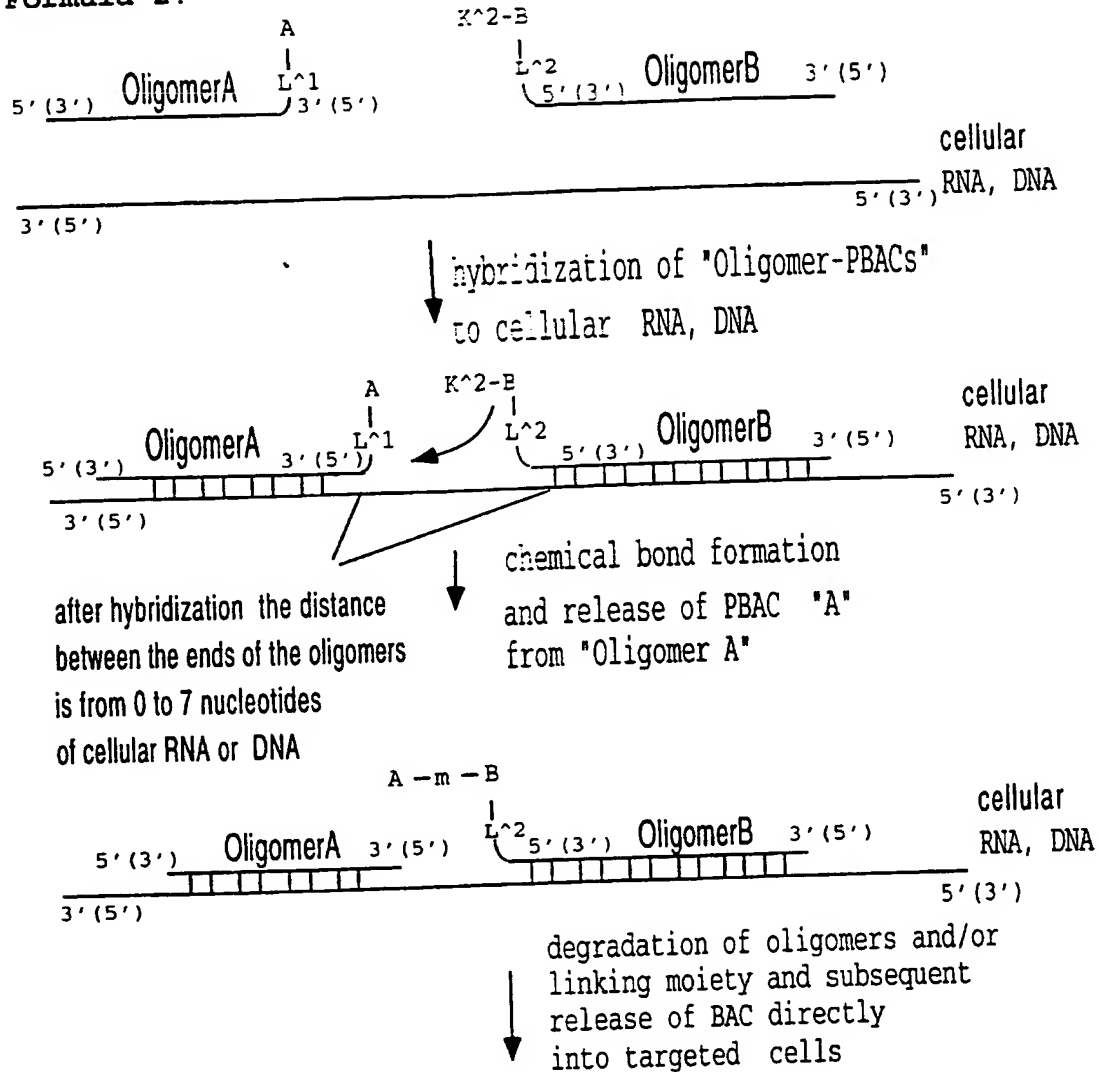 Formula 2:
A
K^2-B
L^1
L^2
5'(3') OligomerA 3'(5')
5'(3') OligomerB 3'(5')
cellular
RNA, DNA
3'(5')
5'(3')
hybridization of "Oligomer-PBACs"
to cellular RNA, DNA
A
K^2-B
L^1
L^2
5'(3') OligomerA 3'(5')
5'(3') OligomerB 3'(5')
cellular
RNA, DNA
3'(5')
5'(3')
after hybridization the distance
between the ends of the oligomers
is from 0 to 7 nucleotides
of cellular RNA or DNA
chemical bond formation
and release of PBAC "A"
from "Oligomer A"
A -m -B
L^2
5'(3') OligomerA 3'(5')
5'(3') OligomerB 3'(5')
cellular
RNA, DNA
3'(5')
5'(3')
degradation of oligomers and/or
linking moiety and subsequent
release of BAC directly
into targeted cells